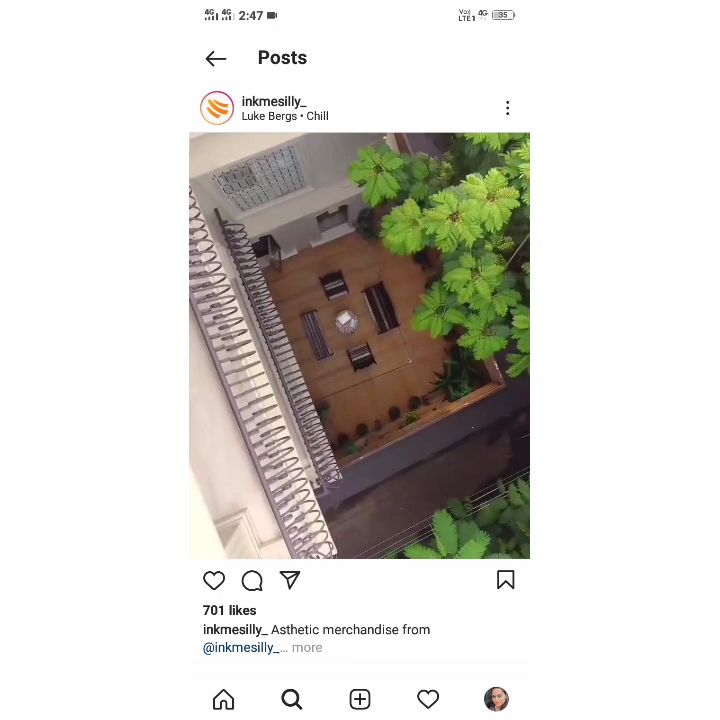 4G 4G 2:47 Vo) LTE1 4G 35
Posts
inkmesilly_
Luke Bergs • Chill
701 likes
inkmesilly_ Asthetic merchandise from
@inkmesilly_... more